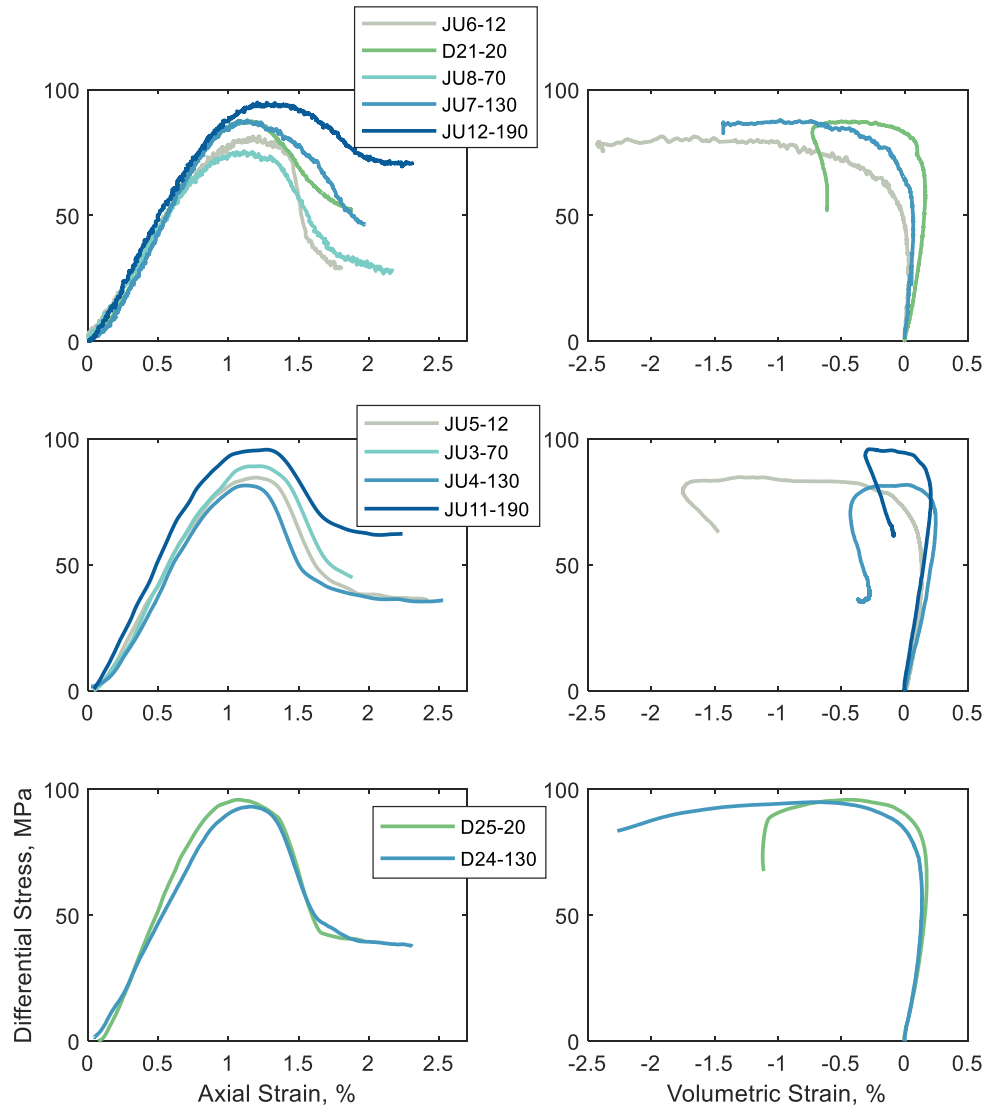 JU6-12
D21-20
JU8-70
JU7-130
JU12-190
100
50
0
0 0.5 1 1.5 2 2.5
100
50
0
-2.5 -2 -1.5 -1 -0.5 0 0.5
JU5-12
JU3-70
JU4-130
JU11-190
100
50
0
0 0.5 1 1.5 2 2.5
100
50
0
-2.5 -2 -1.5 -1 -0.5 0 0.5
D25-20
D24-130
Differential Stress, MPa
100
50
0
0 0.5 1 1.5 2 2.5
Axial Strain, %
100
50
0
-2.5 -2 -1.5 -1 -0.5 0 0.5
Volumetric Strain, %